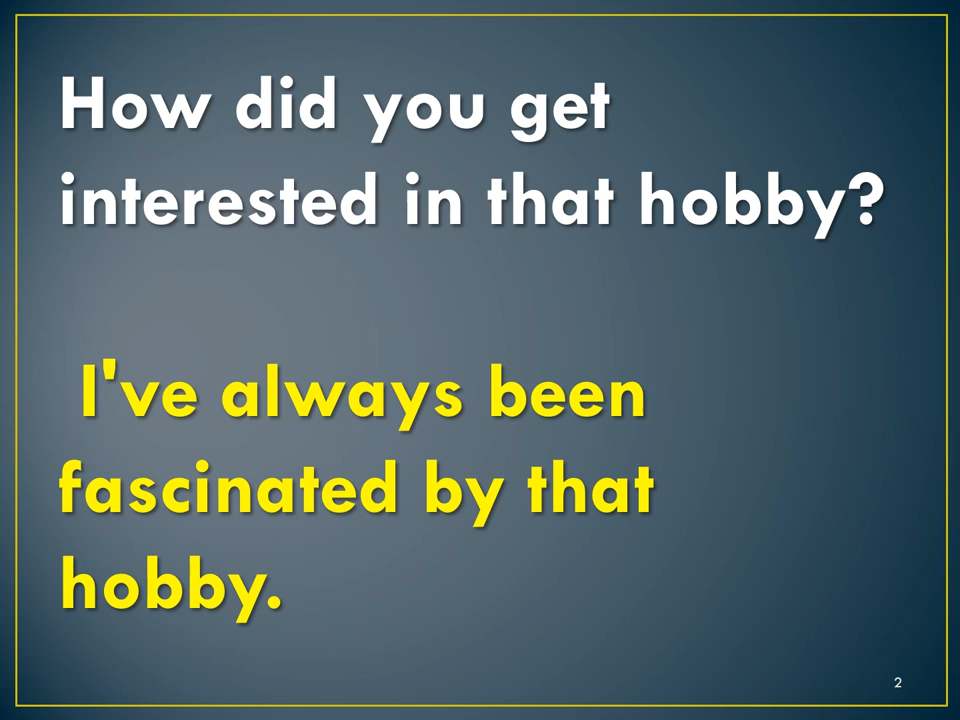 How did you get
interested in that hobby?
I've always been
fascinated by that
hobby.
2